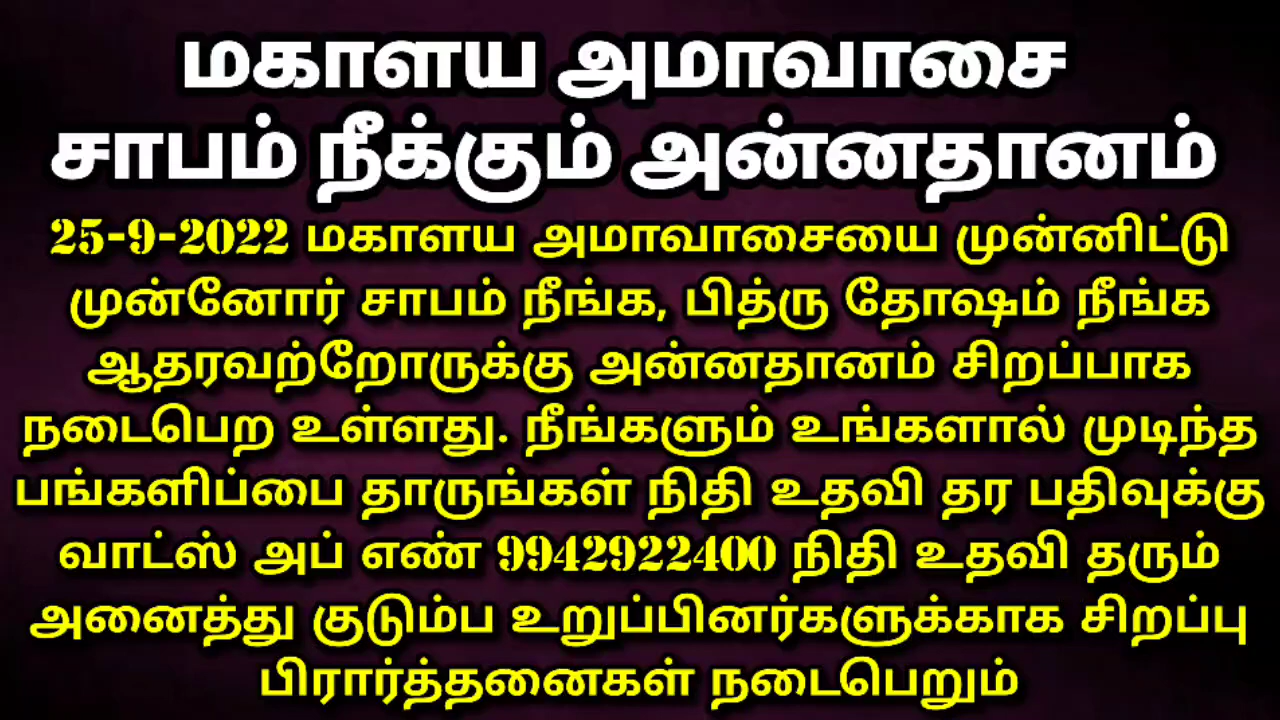 மகாளய அமாவாசை
சாபம் நீக்கும் அன்னதானம்
25-9-2022 மகாளய அமாவாசையை முன்னிட்டு
முன்னோர் சாபம் நீங்க, பித்ரு தோஷம் நீங்க
ஆதரவற்றோருக்கு அன்னதானம் சிறப்பாக
நடைபெற உள்ளது. நீங்களும் உங்களால் முடிந்த
பங்களிப்பை தாருங்கள் நிதி உதவி தர பதிவுக்கு
வாட்ஸ் அப் எண் 9942922400 நிதி உதவி தரும்
அனைத்து குடும்ப உறுப்பினர்களுக்காக சிறப்பு
பிரார்த்தனைகள் நடைபெறும்